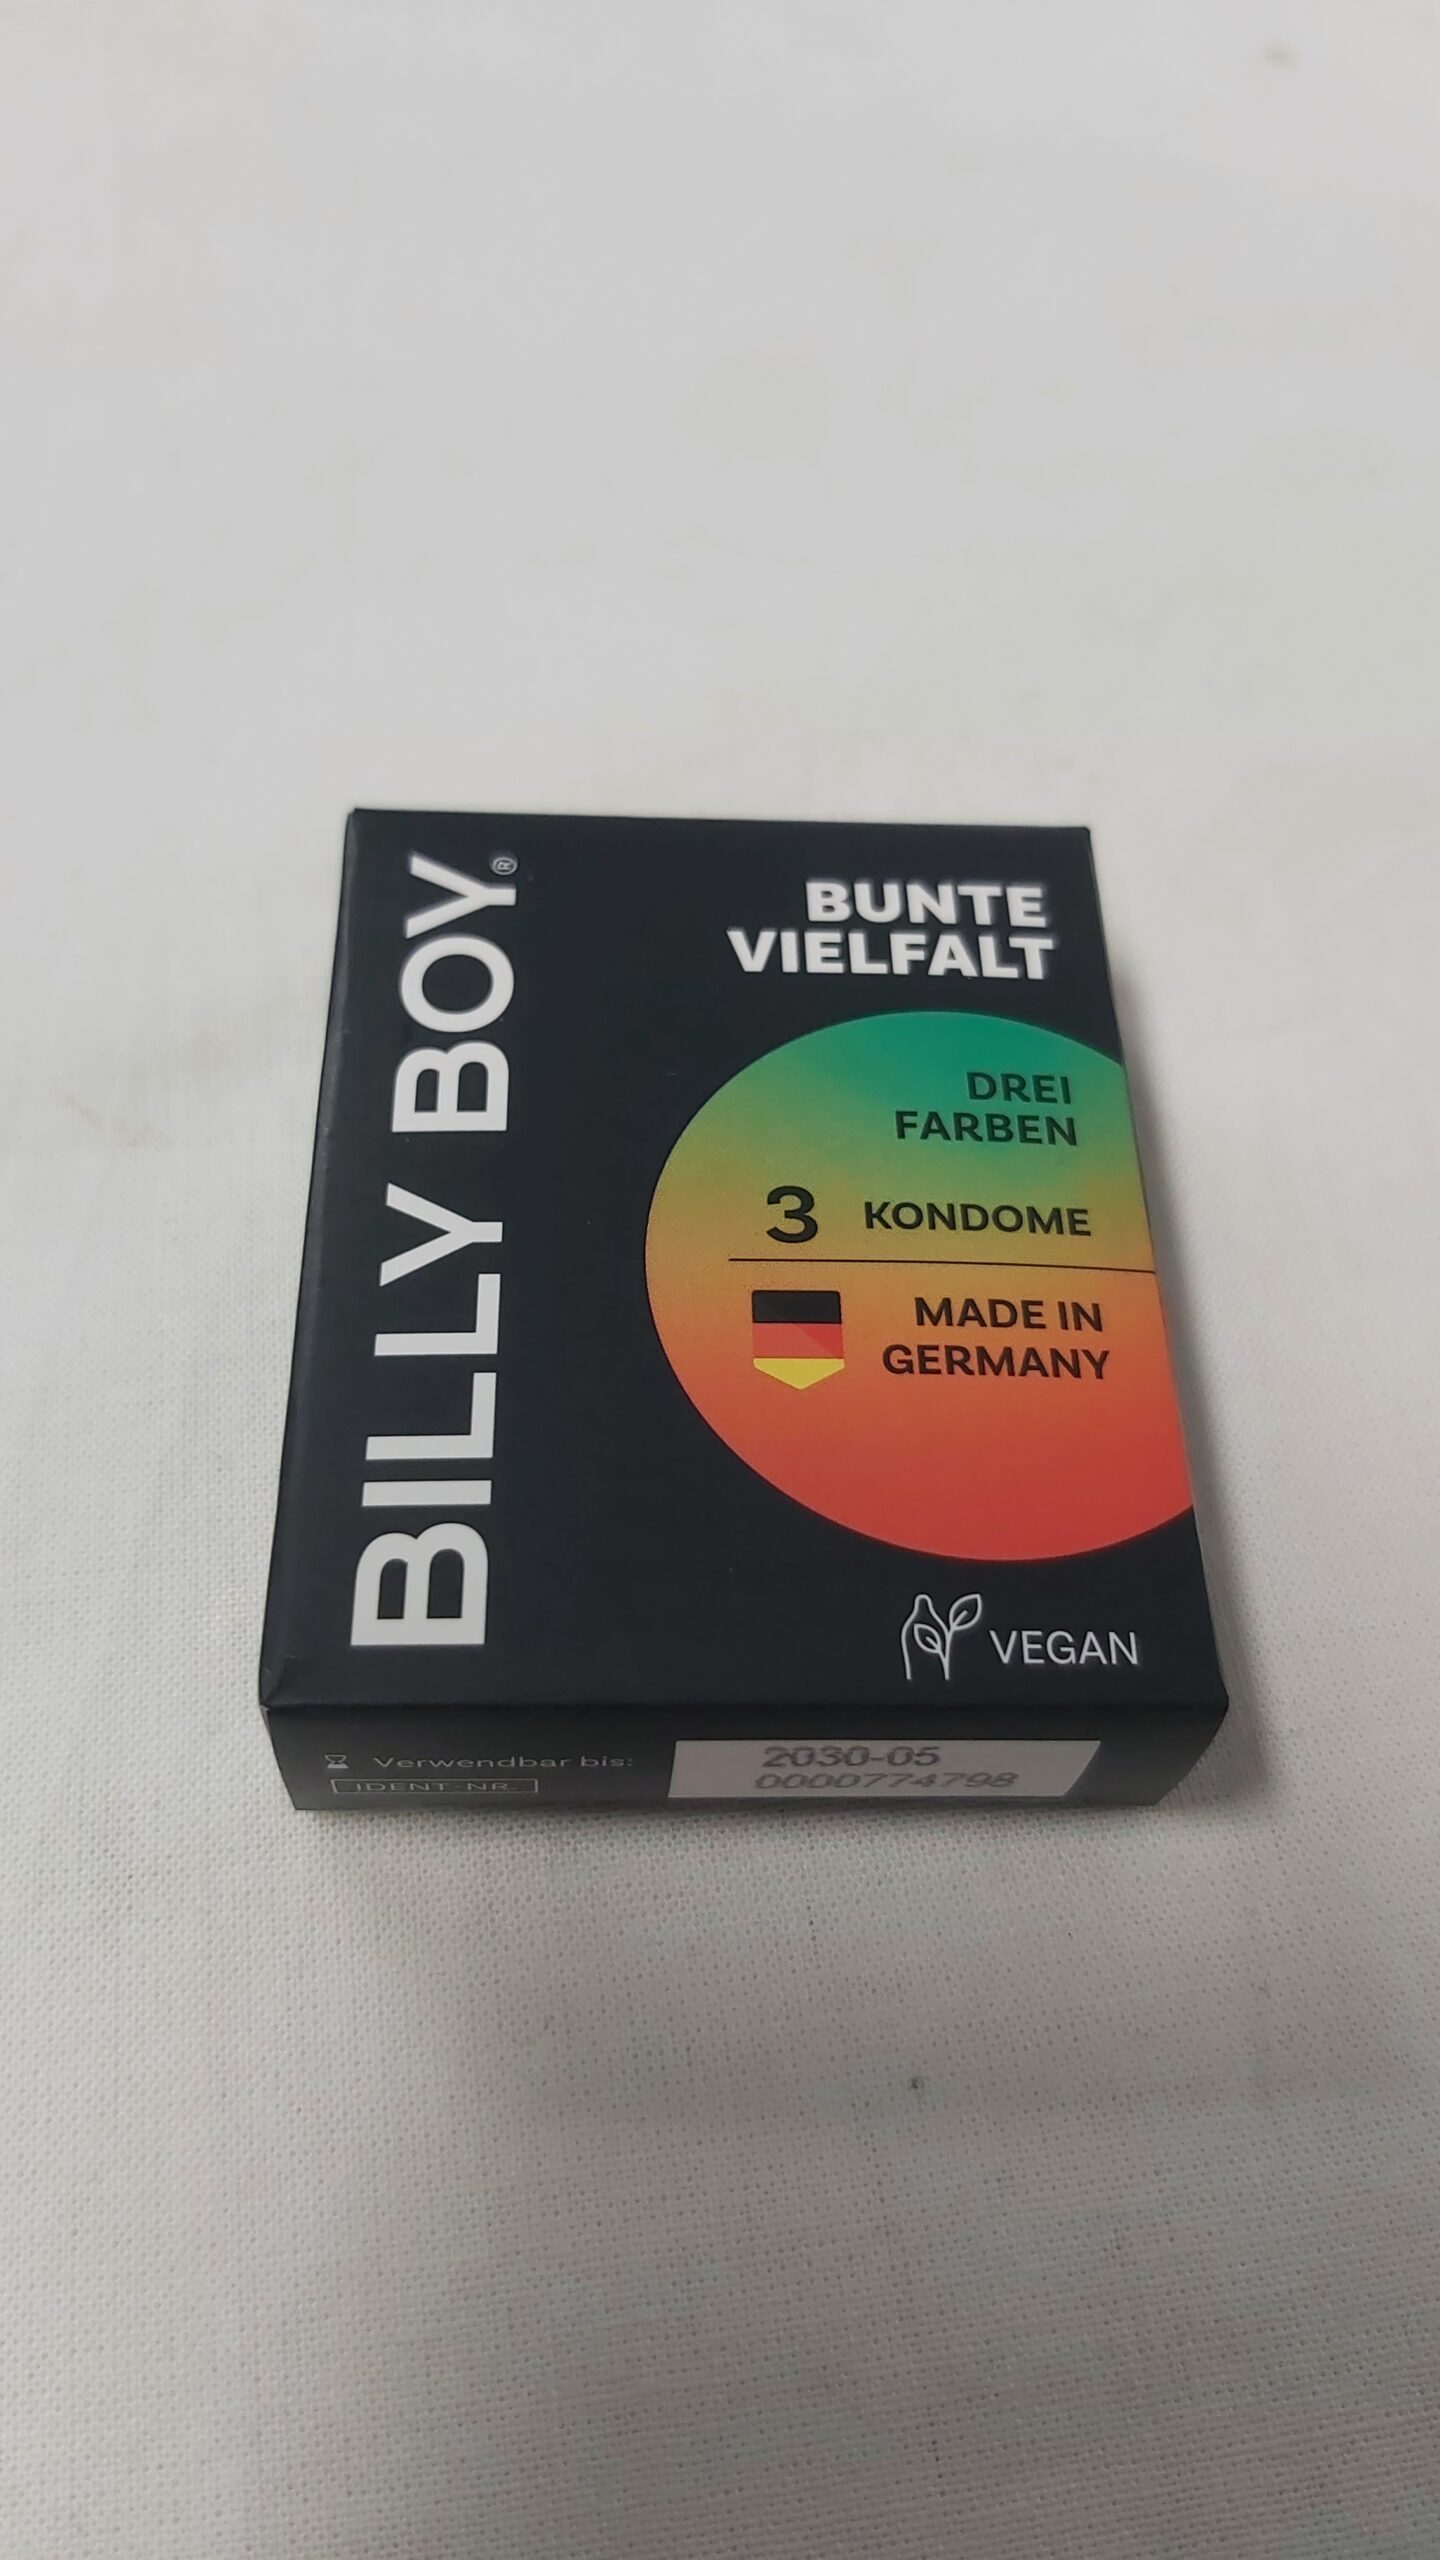 BILLY BOY®
BUNTE
VIELFALT
DREI
FARBEN
3 KONDOME
MADE IN
GERMANY
VEGAN
Verwendbar bis: 2030-05
IDENT-NR. 0000774798